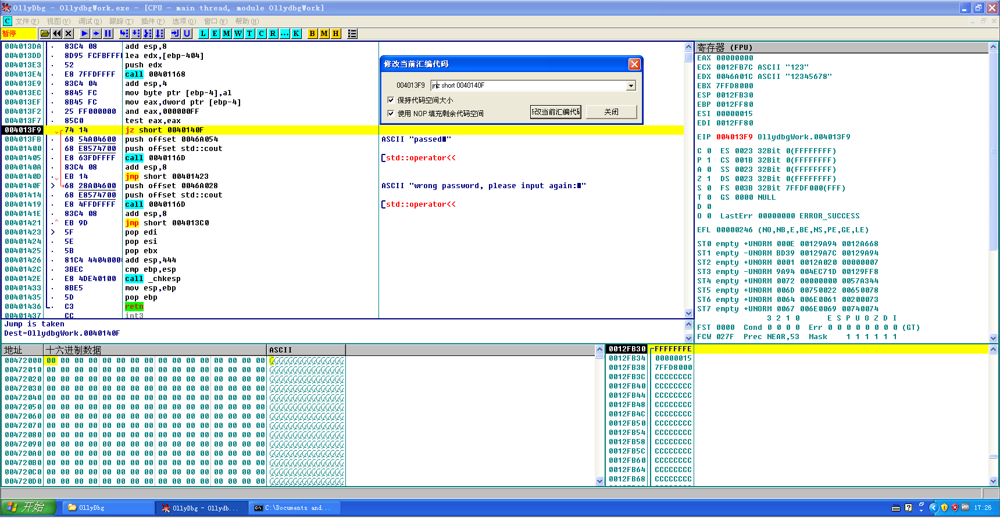 OllyDbg - OllydbgWork.exe - [CPU - main thread, module OllydbgWork]
C 文件(F) 视图(V) 调试(D) 跟踪(T) 插件(P) 选项(O) 窗口(W) 帮助(H)
暂停 L E M W T C R ... K B M H
004013DA 83C4 08 add esp,8
004013DD 8D95 FCFBFFF lea edx,[ebp-404]
004013E3 52 push edx
004013E4 E8 7FFDFFFF call 00401168
004013E9 83C4 04 add esp,4
004013EC 8845 FC mov byte ptr [ebp-4],al
004013EF 8B45 FC mov eax,dword ptr [ebp-4]
004013F2 25 FF000000 and eax,000000FF
004013F7 85C0 test eax,eax
004013F9 74 14 jz short 0040140F
004013FB 68 54A04600 push offset 0046A054 ASCII "passed■"
00401400 68 E8574700 push offset std::cout
00401405 E8 63FDFFFF call 0040116D [std::operator<<
0040140A 83C4 08 add esp,8
0040140D EB 14 jmp short 00401423
0040140F > 68 28A04600 push offset 0046A028 ASCII "wrong password, please input again:■"
00401414 68 E8574700 push offset std::cout
00401419 E8 4FFDFFFF call 0040116D [std::operator<<
0040141E 83C4 08 add esp,8
00401421 EB 9D jmp short 004013C0
00401423 > 5F pop edi
00401424 5E pop esi
00401425 5B pop ebx
00401426 81C4 4404000 add esp,444
0040142C 3BEC cmp ebp,esp
0040142E E8 4DE40100 call _chkesp
00401433 8BE5 mov esp,ebp
00401435 5D pop ebp
00401436 C3 retn
00401437 CC int3
修改当前汇编代码
004013F9 jnz short 0040140F
保持代码空间大小
使用 NOP 填充剩余代码空间 改当前汇编代码 关闭
Jump is taken
Dest=OllydbgWork.0040140F
寄存器 (FPU)
EAX 00000000
ECX 0012FB7C ASCII "123"
EDX 0046A01C ASCII "12345678"
EBX 7FFD8000
ESP 0012FB30
EBP 0012FF80
ESI 00000015
EDI 0012FF80
EIP 004013F9 OllydbgWork.004013F9
C 0 ES 0023 32Bit 0(FFFFFFFF)
P 1 CS 001B 32Bit 0(FFFFFFFF)
A 0 SS 0023 32Bit 0(FFFFFFFF)
Z 1 DS 0023 32Bit 0(FFFFFFFF)
S 0 FS 003B 32Bit 7FFDF000(FFF)
T 0 GS 0000 NULL
D 0
O 0 LastErr 00000000 ERROR_SUCCESS
EFL 00000246 (NO,NB,E,BE,NS,PE,GE,LE)
ST0 empty +UNORM 000E 00129A94 0012A668
ST1 empty -UNORM BD39 00129A7C 00129A94
ST2 empty +UNORM 0001 0012A020 00000007
ST3 empty -UNORM 9A94 004EC71D 00129FF8
ST4 empty +UNORM 0072 00000000 0057A344
ST5 empty +UNORM 006D 00750022 00650078
ST6 empty +UNORM 0064 006E0061 00200073
ST7 empty +UNORM 0067 006E0069 00740074
3 2 1 0 E S P U O Z D I
FST 0000 Cond 0 0 0 0 Err 0 0 0 0 0 0 0 0 (GT)
FCW 027F Prec NEAR,53 Mask 1 1 1 1 1 1
地址 十六进制数据 ASCII
00472000 00 00 00 00 00 00 00 00 00 00 00 00 00 00 00 00
00472010 00 00 00 00 00 00 00 00 00 00 00 00 00 00 00 00
00472020 00 00 00 00 00 00 00 00 00 00 00 00 00 00 00 00
00472030 00 00 00 00 00 00 00 00 00 00 00 00 00 00 00 00
00472040 00 00 00 00 00 00 00 00 00 00 00 00 00 00 00 00
00472050 00 00 00 00 00 00 00 00 00 00 00 00 00 00 00 00
00472060 00 00 00 00 00 00 00 00 00 00 00 00 00 00 00 00
00472070 00 00 00 00 00 00 00 00 00 00 00 00 00 00 00 00
00472080 00 00 00 00 00 00 00 00 00 00 00 00 00 00 00 00
00472090 00 00 00 00 00 00 00 00 00 00 00 00 00 00 00 00
004720A0 00 00 00 00 00 00 00 00 00 00 00 00 00 00 00 00
004720B0 00 00 00 00 00 00 00 00 00 00 00 00 00 00 00 00
004720C0 00 00 00 00 00 00 00 00 00 00 00 00 00 00 00 00
004720D0 00 00 00 00 00 00 00 00 00 00 00 00 00 00 00 00
0012FB30 FFFFFFFE
0012FB34 00000015
0012FB38 7FFD8000
0012FB3C CCCCCCCC
0012FB40 CCCCCCCC
0012FB44 CCCCCCCC
0012FB48 CCCCCCCC
0012FB4C CCCCCCCC
0012FB50 CCCCCCCC
0012FB54 CCCCCCCC
0012FB58 CCCCCCCC
0012FB5C CCCCCCCC
0012FB60 CCCCCCCC
0012FB64 CCCCCCCC
0012FB68 CCCCCCCC
开始 OllyDbg OllyDbg - Ollydb... C:\Documents and... 17:26